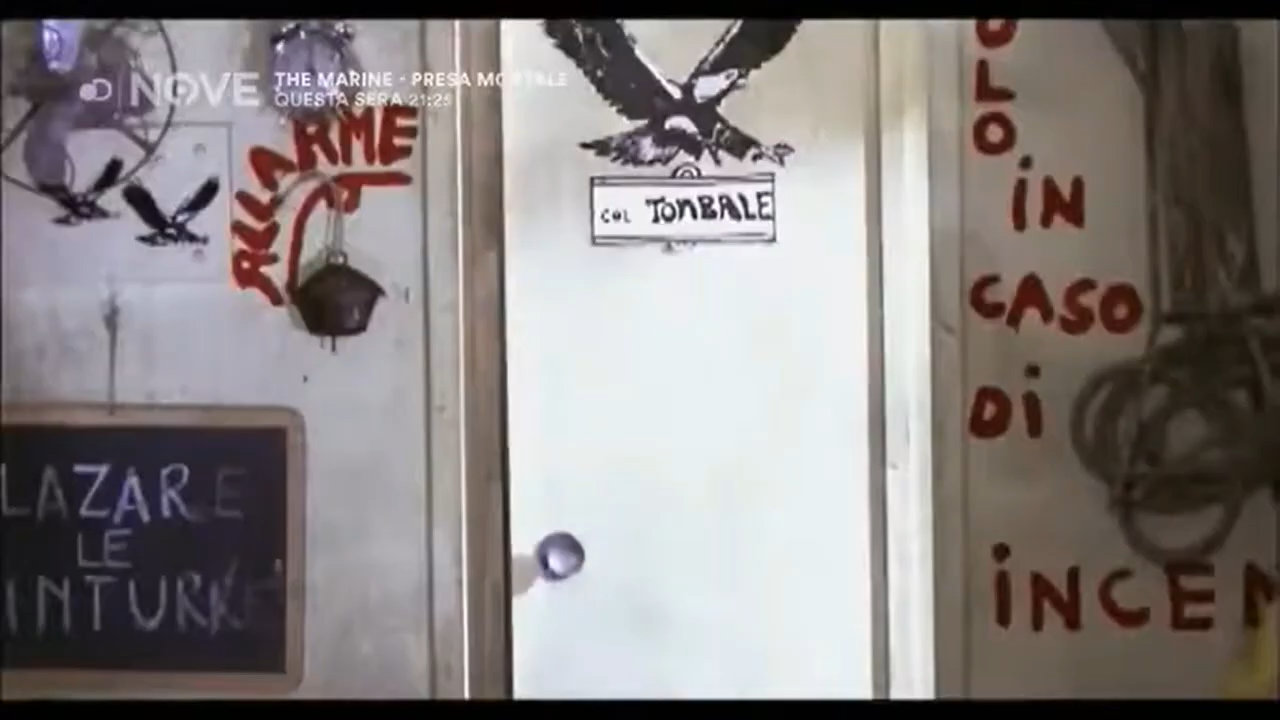 NOVE THE MARINE - PRESA MORTALE
QUESTA SERA 21:25
ALLARME
COL TOMBALE
OLO
iN
CASO
Di
iNCEN
LAZARE
LE
INTURE